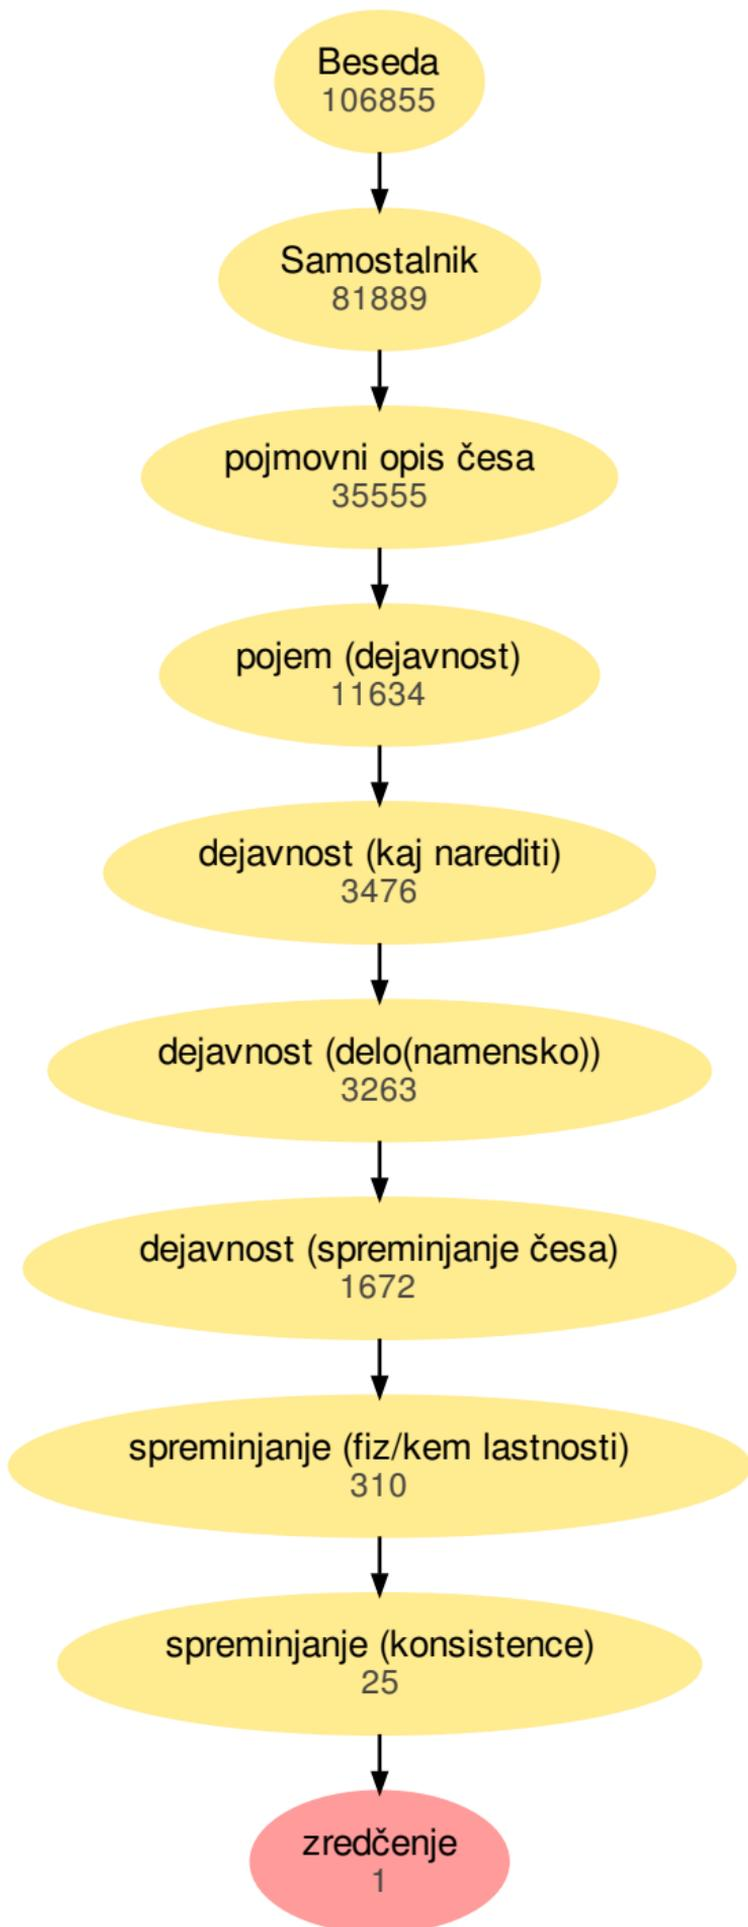 Beseda
106855
Samostalnik
81889
pojmovni opis česa
35555
pojem (dejavnost)
11634
dejavnost (kaj narediti)
3476
dejavnost (delo(namensko))
3263
dejavnost (spreminjanje česa)
1672
spreminjanje (fiz/kem lastnosti)
310
spreminjanje (konsistence)
25
zredčenje
1